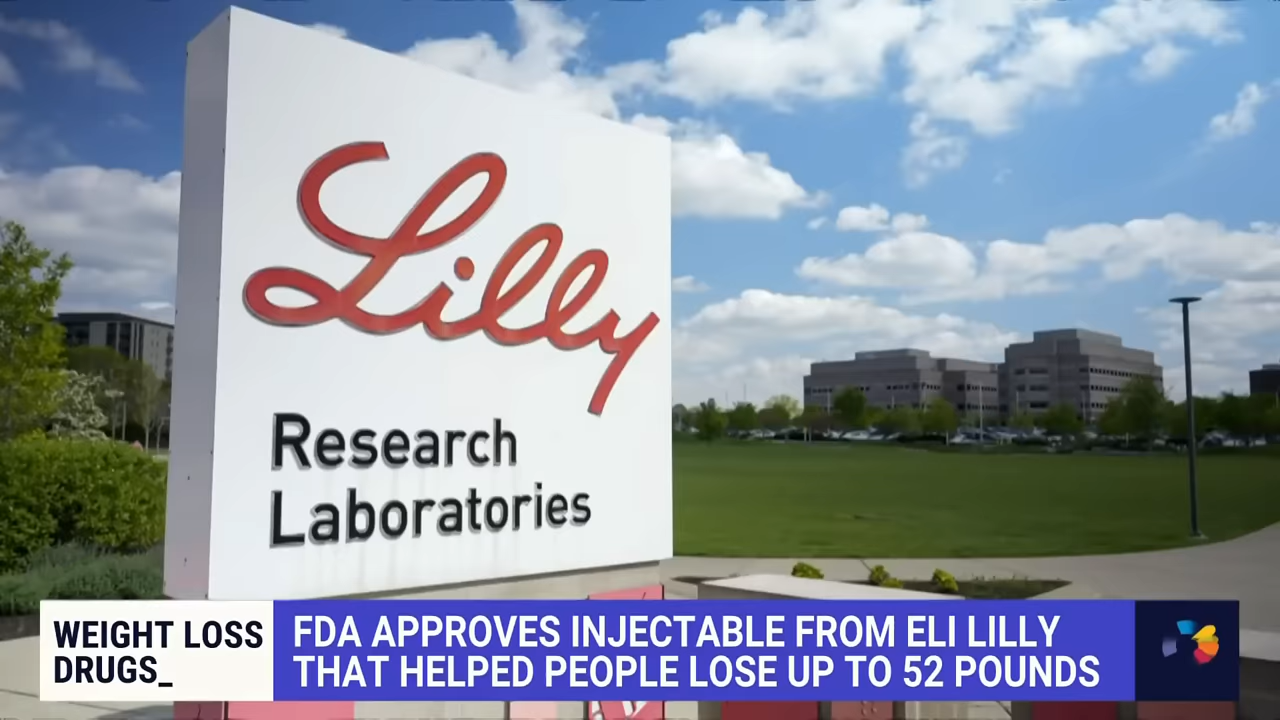 Lilly
Research
Laboratories
WEIGHT LOSS
DRUGS_
FDA APPROVES INJECTABLE FROM ELI LILLY
THAT HELPED PEOPLE LOSE UP TO 52 POUNDS